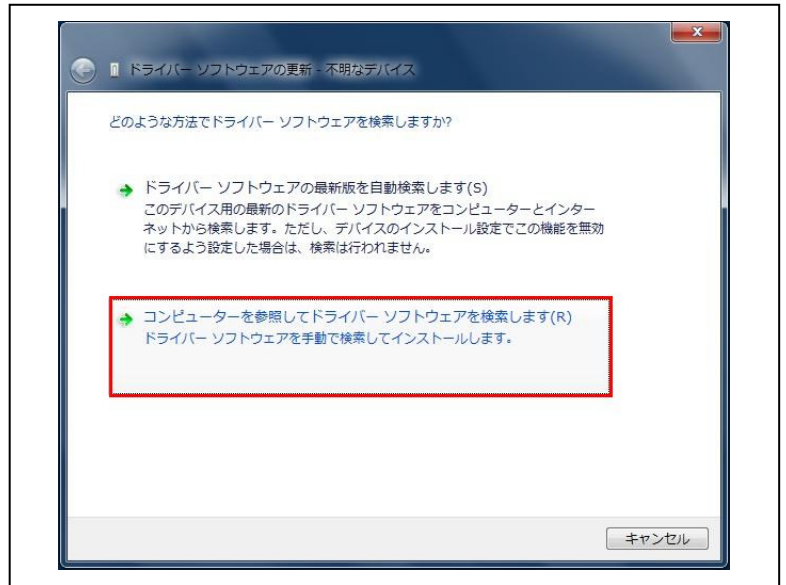 ドライバー ソフトウェアの更新 - 不明なデバイス
どのような方法でドライバー ソフトウェアを検索しますか?
ドライバー ソフトウェアの最新版を自動検索します(S)
このデバイス用の最新のドライバー ソフトウェアをコンピューターとインター
ネットから検索します。ただし、デバイスのインストール設定でこの機能を無効
にするよう設定した場合は、検索は行われません。
コンピューターを参照してドライバー ソフトウェアを検索します(R)
ドライバー ソフトウェアを手動で検索してインストールします。
キャンセル